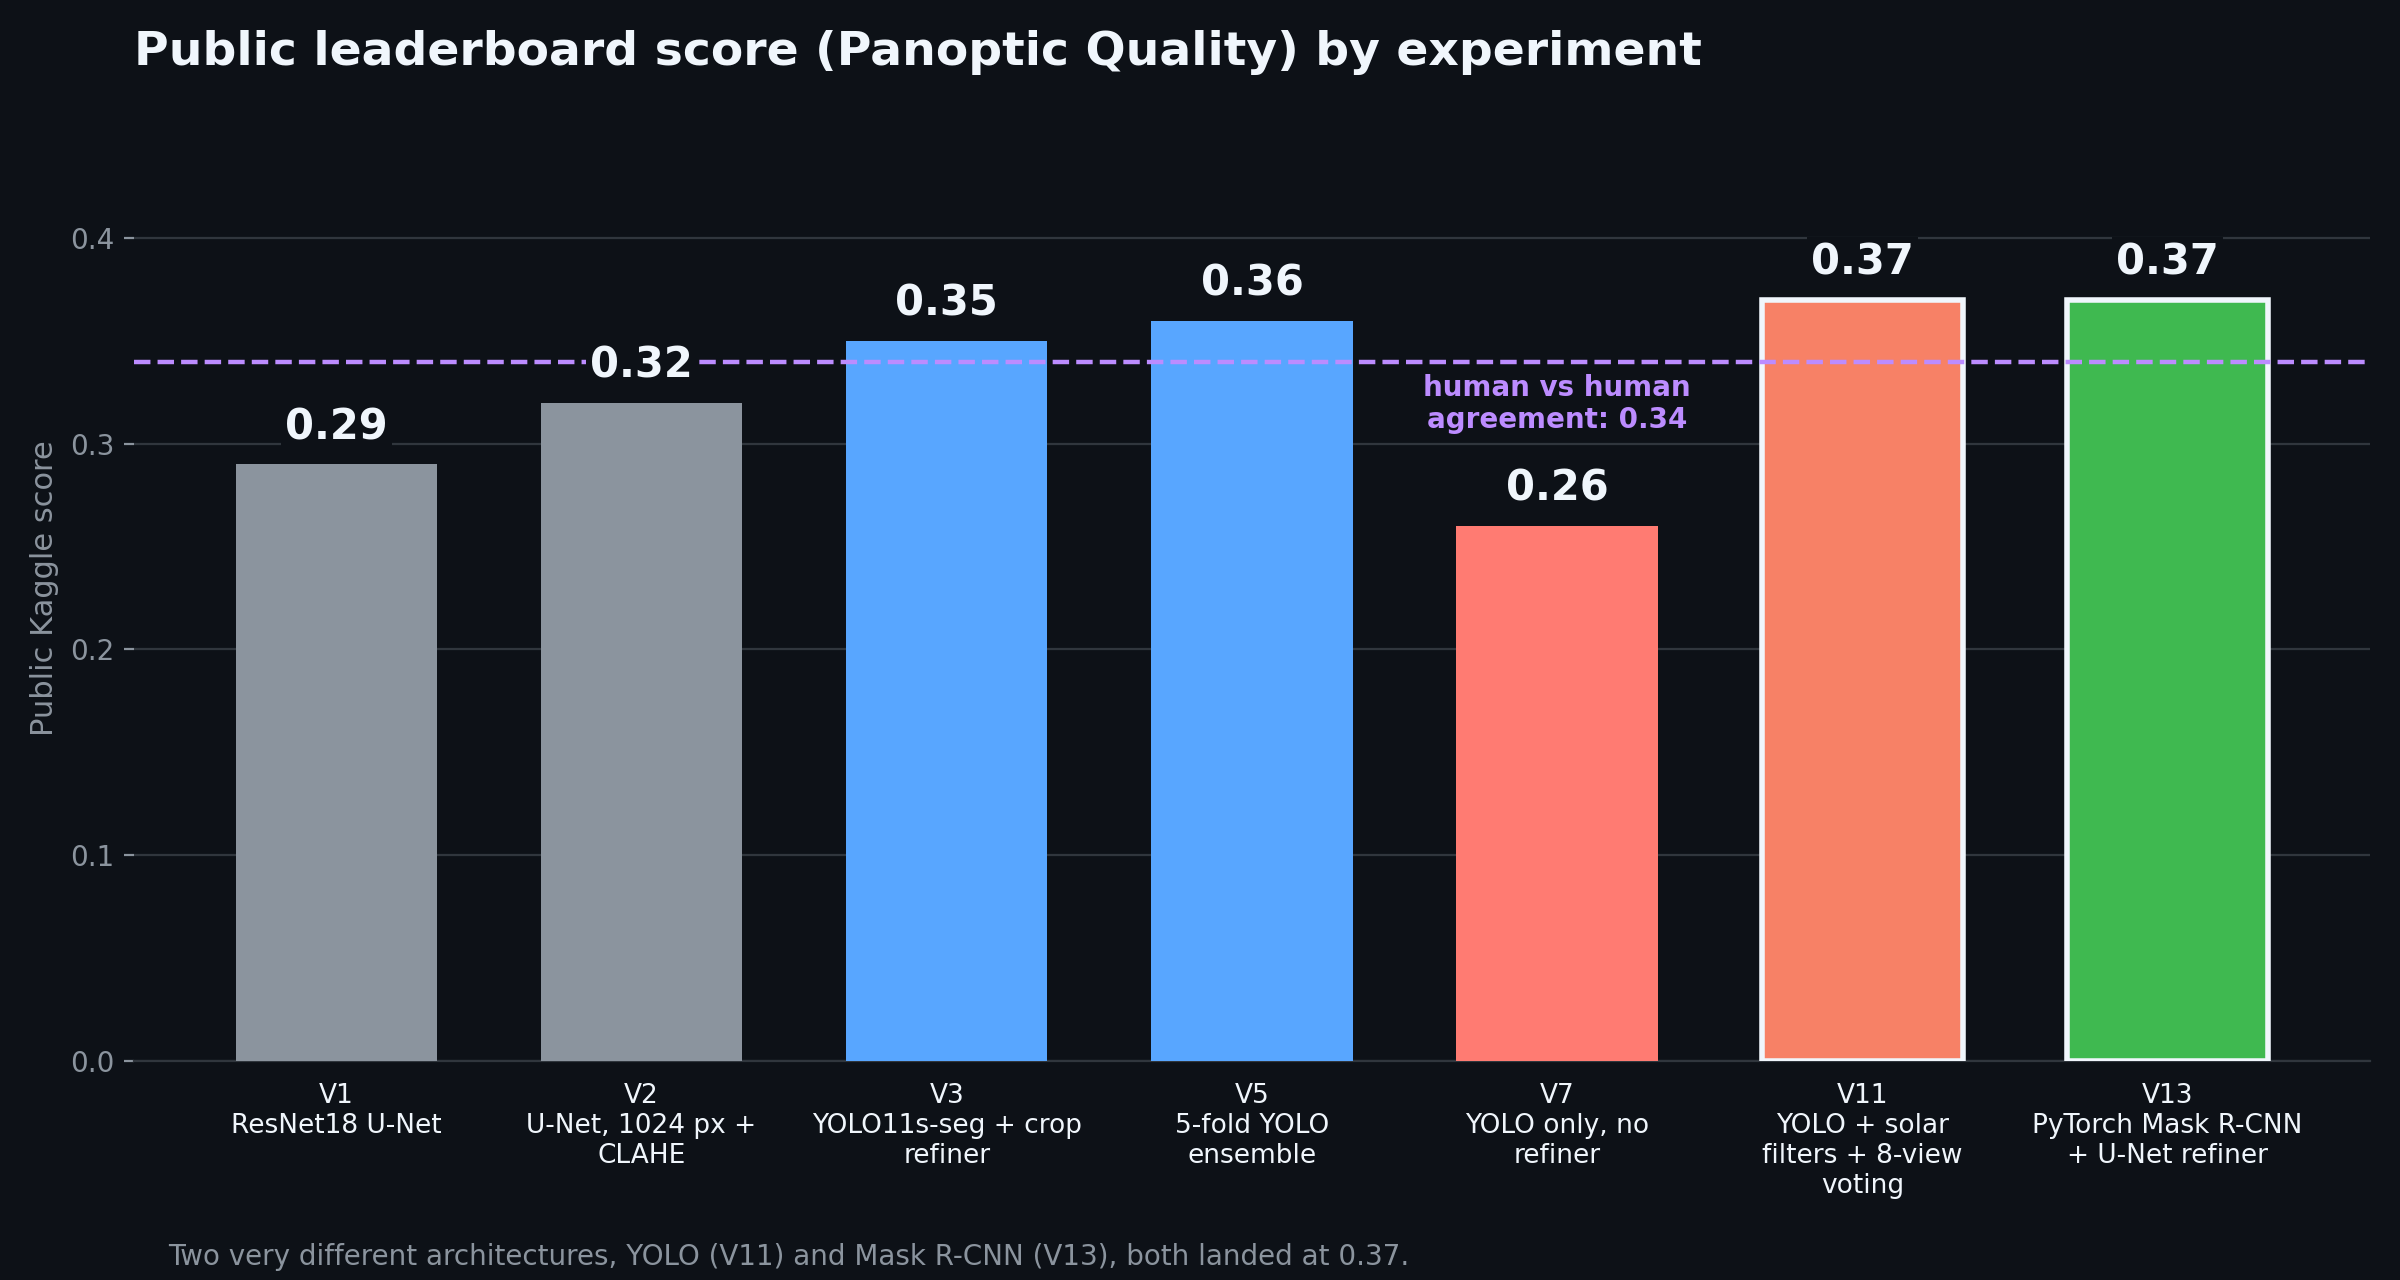 Public leaderboard score (Panoptic Quality) by experiment
Public Kaggle score
0.4
0.3
0.2
0.1
0.0
0.29
0.32
0.35
0.36
0.26
0.37
0.37
human vs human
agreement: 0.34
V1
ResNet18 U-Net
V2
U-Net, 1024 px +
CLAHE
V3
YOLO11s-seg + crop
refiner
V5
5-fold YOLO
ensemble
V7
YOLO only, no
refiner
V11
YOLO + solar
filters + 8-view
voting
V13
PyTorch Mask R-CNN
+ U-Net refiner
Two very different architectures, YOLO (V11) and Mask R-CNN (V13), both landed at 0.37.